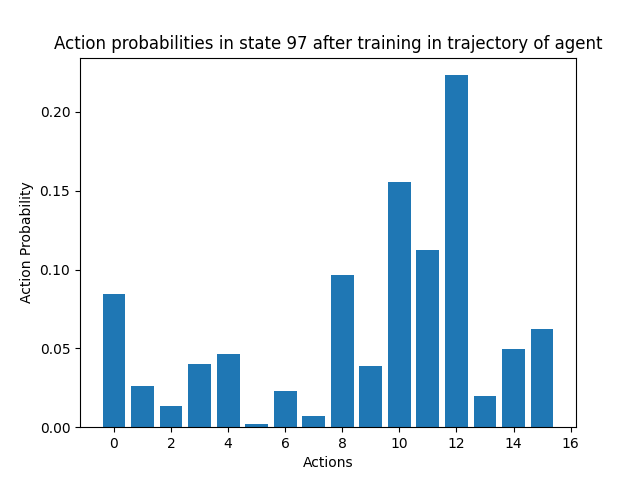 Action probabilities in state 97 after training in trajectory of agent
0.20
0.15
0.10
0.05
0.00
Action Probability
0 2 4 6 8 10 12 14 16
Actions